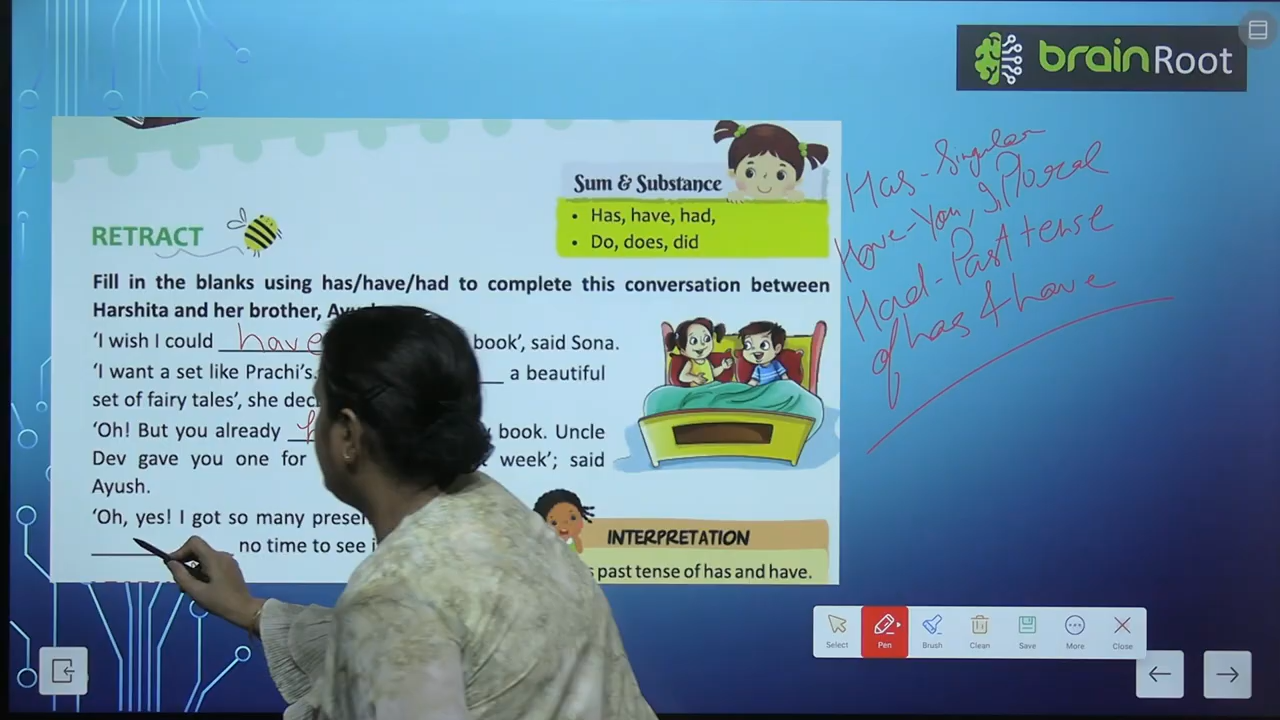 brainRoot
Sum & Substance
• Has, have, had,
• Do, does, did
RETRACT
Fill in the blanks using has/have/had to complete this conversation between
Harshita and her brother,
‘I wish I could have book’, said Sona.
‘I want a set like Prachi’s. ___ a beautiful
set of fairy tales’, she
‘Oh! But you already ___ book. Uncle
Dev gave you one for week’; said
Ayush.
‘Oh, yes! I got so many
___ no time to see
INTERPRETATION
past tense of has and have.
Has - Singular
Have - You, I, Plural
Had - Past tense
of has & have
Select
Pen
Brush
Clean
Save
More
Close